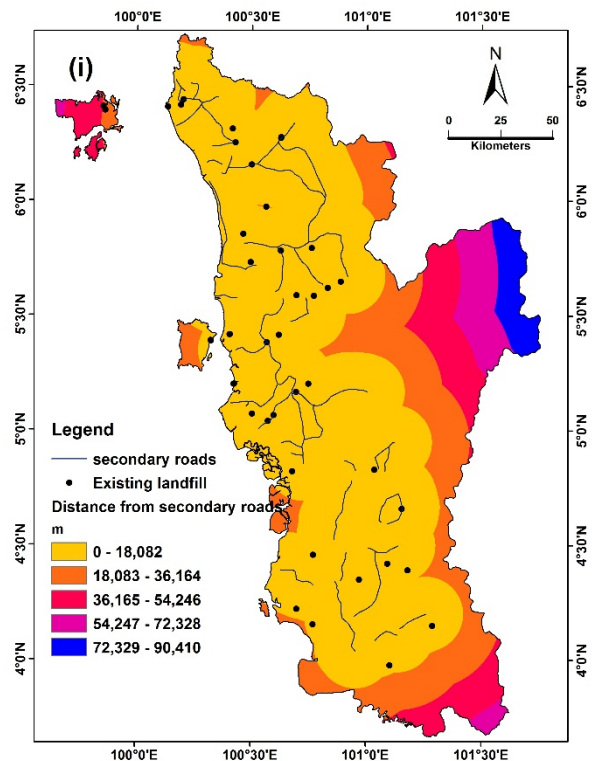 100°0'E 100°30'E 101°0'E 101°30'E
(i)
N
0 25 50
Kilometers
6°30'N 6°30'N
6°0'N 6°0'N
5°30'N 5°30'N
5°0'N 5°0'N
4°30'N 4°30'N
4°0'N 4°0'N
Legend
secondary roads
Existing landfill
Distance from secondary roads
m
0 - 18,082
18,083 - 36,164
36,165 - 54,246
54,247 - 72,328
72,329 - 90,410
100°0'E 100°30'E 101°0'E 101°30'E